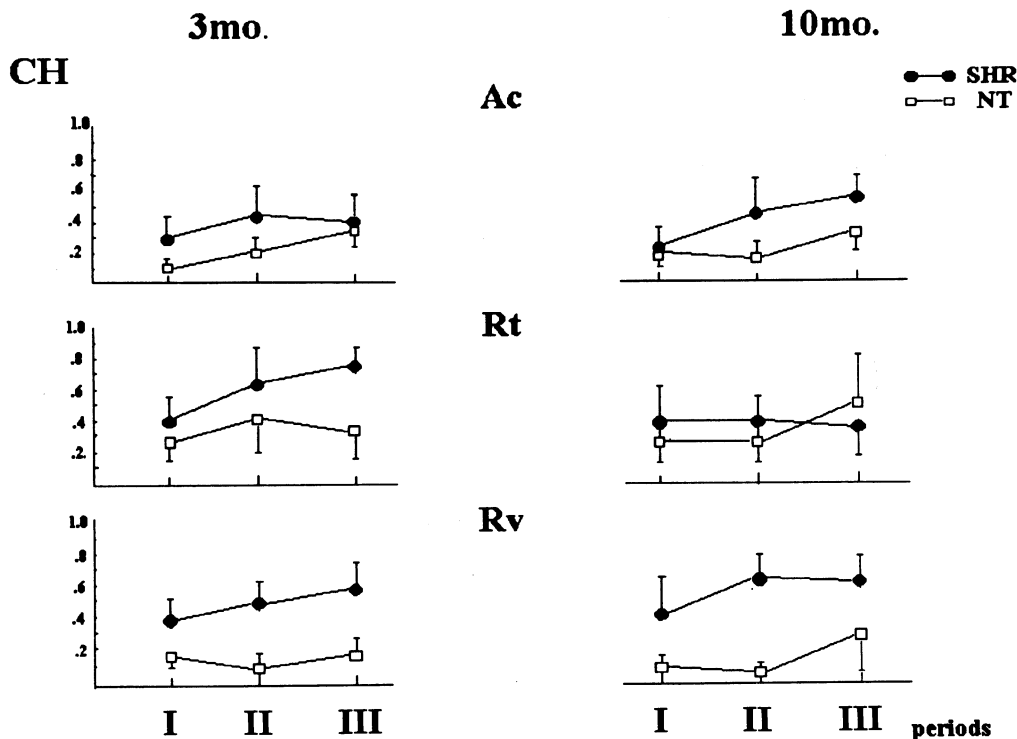 3mo.
10mo.
CH
SHR
NT
Ac
1.0
.8
.6
.4
.2
Rt
1.0
.8
.6
.4
.2
Rv
1.0
.8
.6
.4
.2
I II III I II III periods